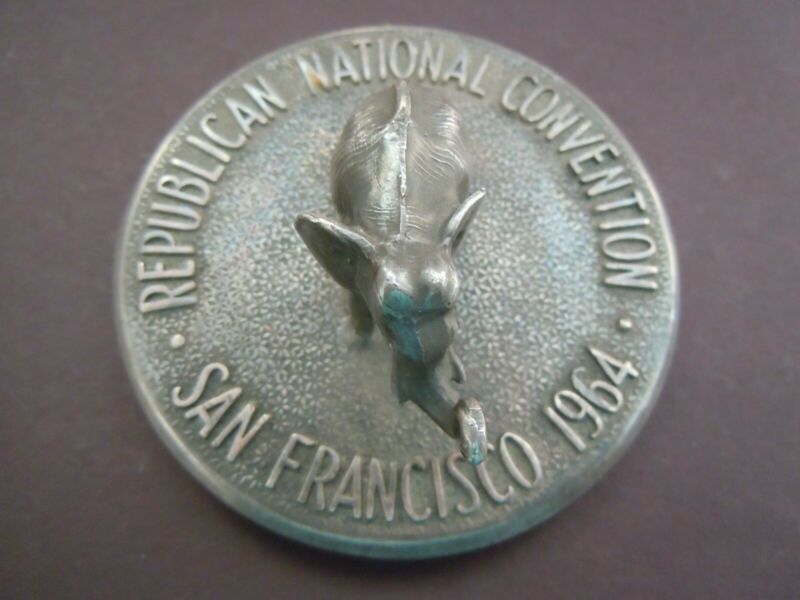 REPUBLICAN NATIONAL CONVENTION
· SAN FRANCISCO 1964 ·